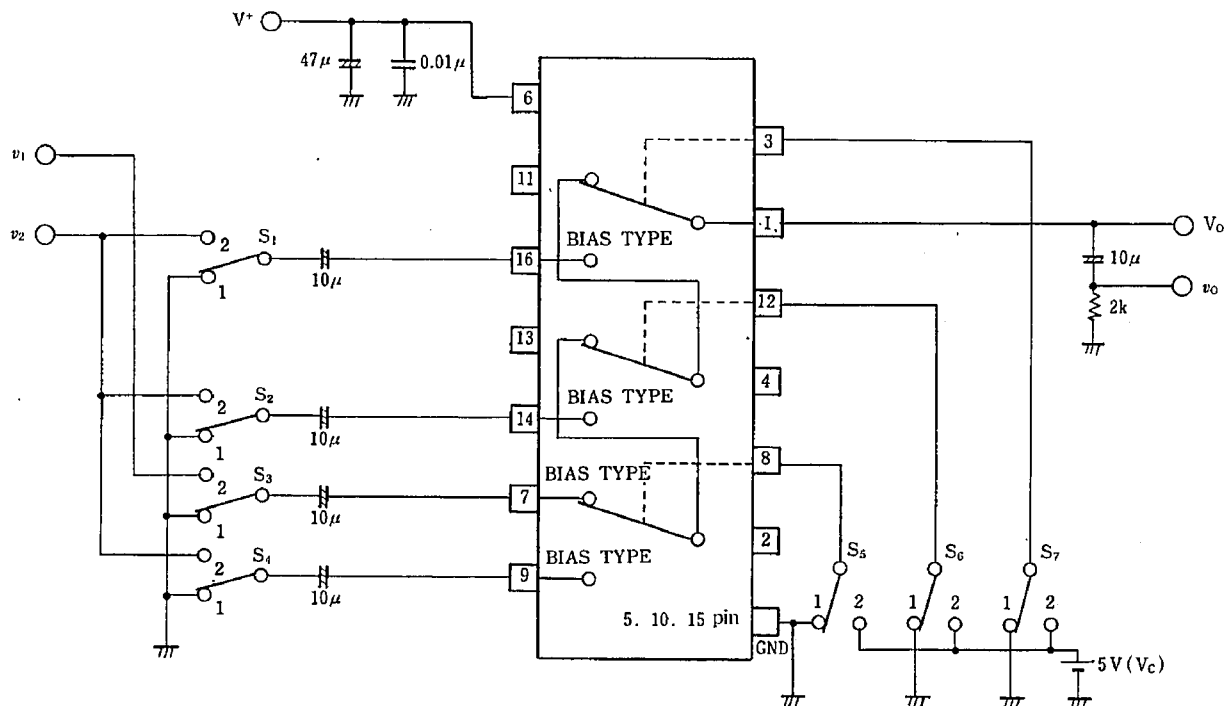 V+
47μ
0.01μ
6
3
v1
11
1
Vo
BIAS TYPE
v2
2
S1
16
10μ
1
10μ
vo
12
2k
13
4
BIAS TYPE
2
S2
14
1
10μ
8
BIAS TYPE
2
S3
7
1
10μ
2
BIAS TYPE
2
S4
9
1
10μ
S5
S6
S7
1
2
1
2
1
2
5. 10. 15 pin
GND
5V (Vc)